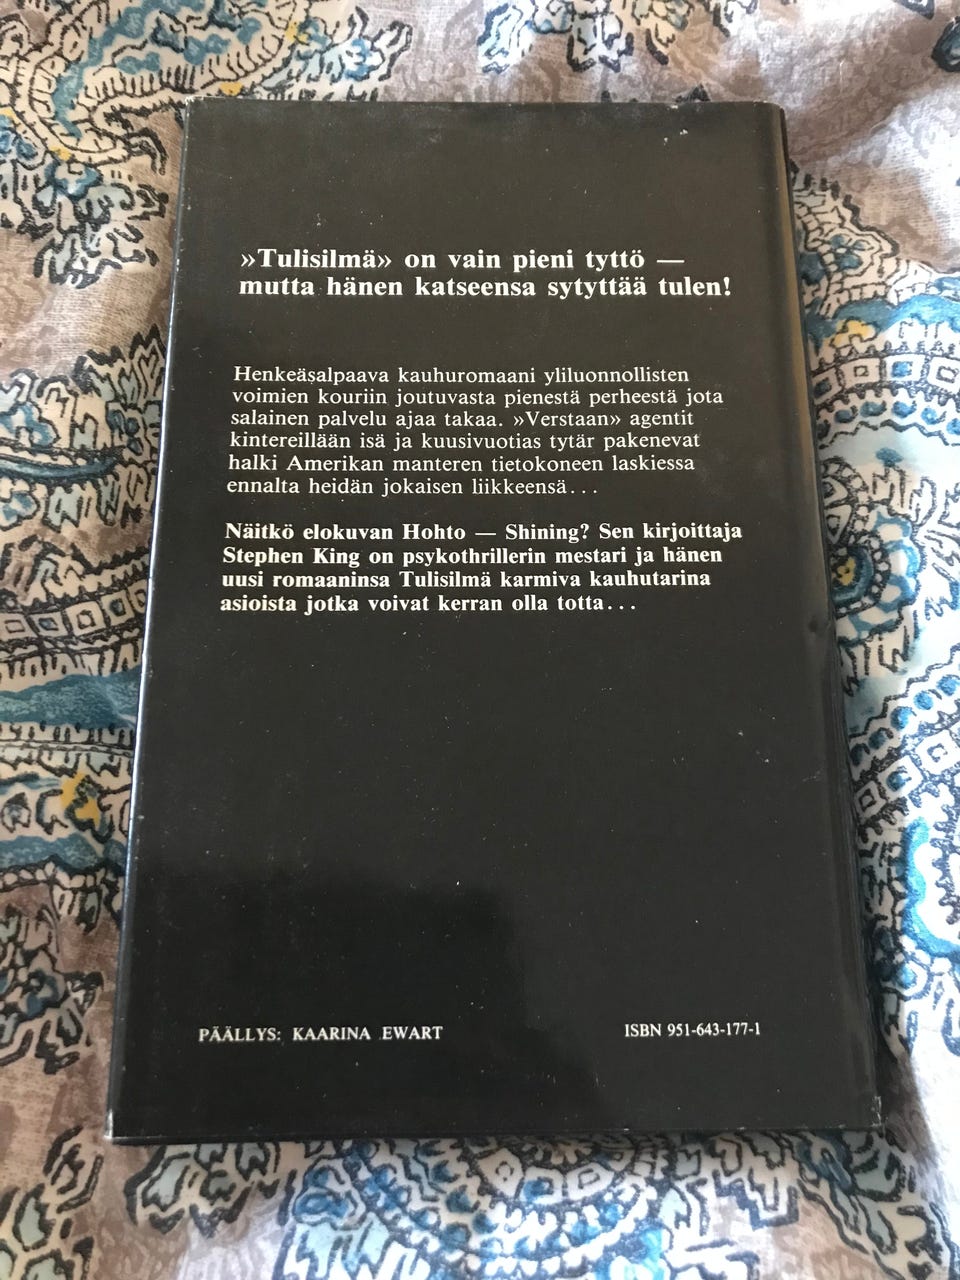 »Tulisilmä» on vain pieni tyttö —
mutta hänen katseensa sytyttää tulen!
Henkeäsalpaava kauhuromaani yliluonnollisten
voimien kouriin joutuvasta pienestä perheestä jota
salainen palvelu ajaa takaa. »Verstaan» agentit
kintereillään isä ja kuusivuotias tytär pakenevat
halki Amerikan manteren tietokoneen laskiessa
ennalta heidän jokaisen liikkeensä...
Näitkö elokuvan Hohto — Shining? Sen kirjoittaja
Stephen King on psykothrillerin mestari ja hänen
uusi romaaninsa Tulisilmä karmiva kauhutarina
asioista jotka voivat kerran olla totta...
PÄÄLLYS: KAARINA EWART
ISBN 951-643-177-1